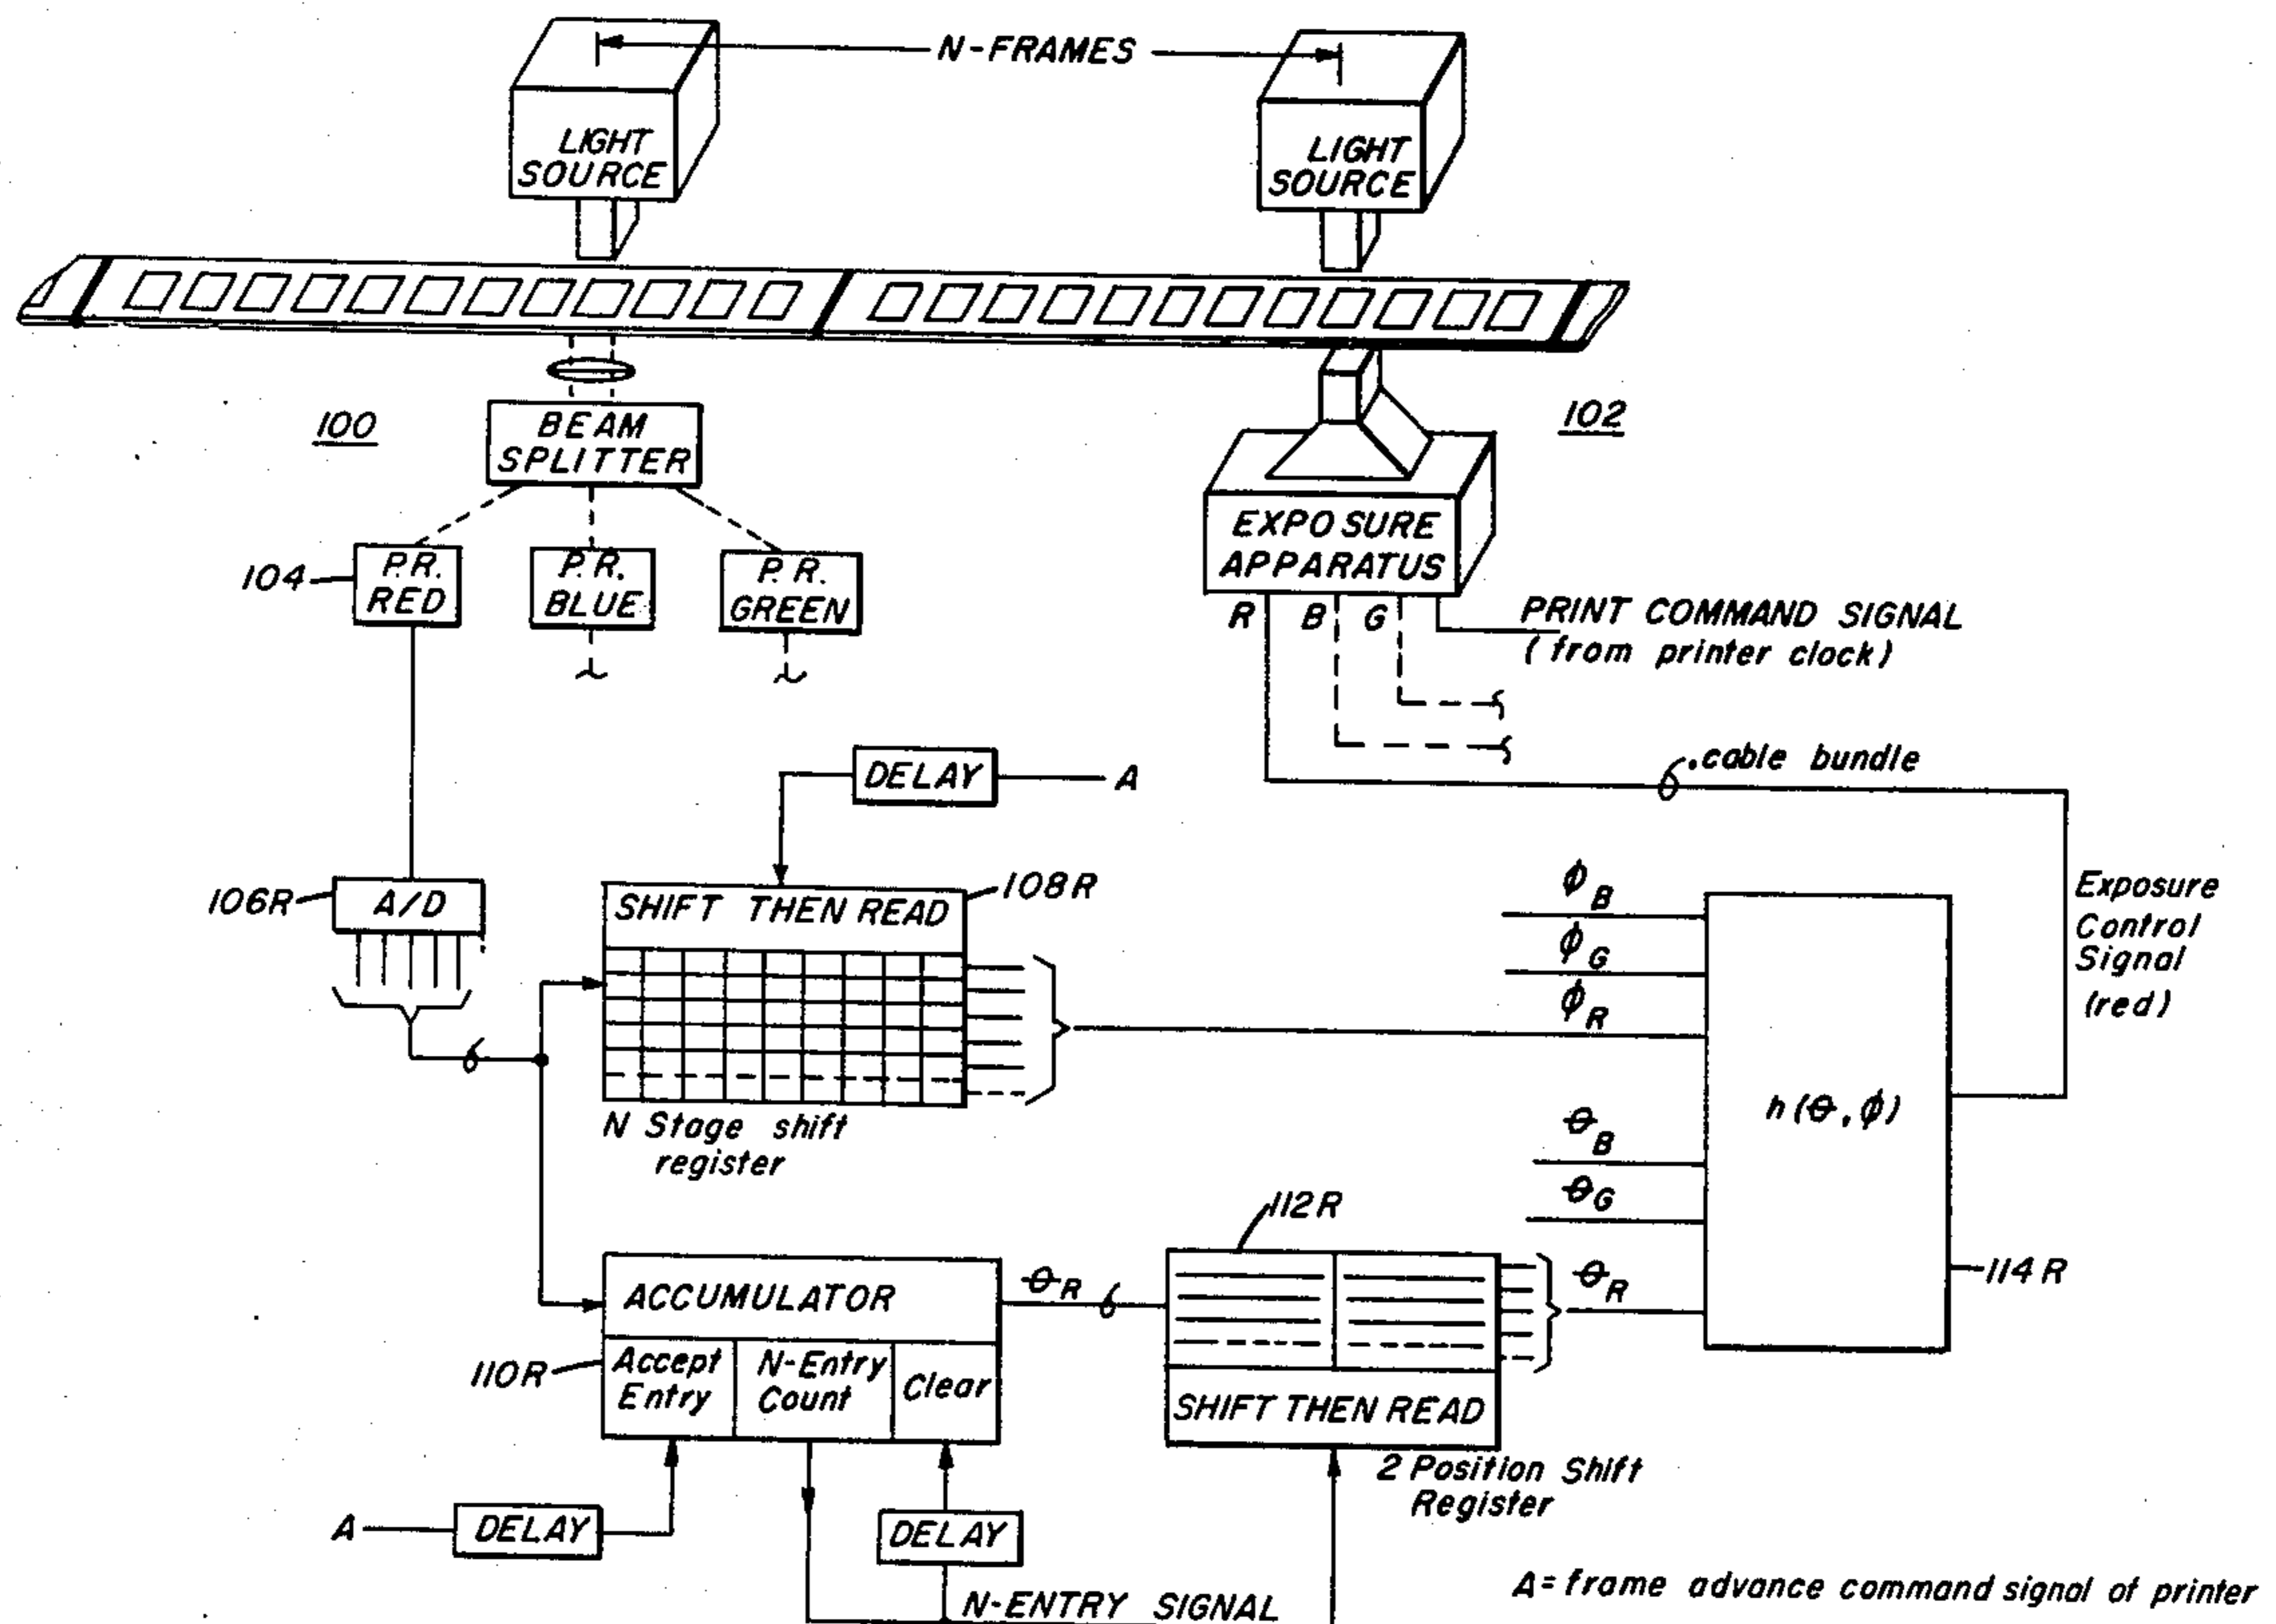 N-FRAMES
LIGHT
SOURCE
LIGHT
SOURCE
100
BEAM
SPLITTER
102
EXPOSURE
APPARATUS
104
P.R.
RED
P.R.
BLUE
P.R.
GREEN
R B G
PRINT COMMAND SIGNAL
(from printer clock)
DELAY
A
cable bundle
106R
A/D
SHIFT THEN READ
108R
N Stage shift
register
ϕB
ϕG
ϕR
Exposure
Control
Signal
(red)
h(θ,ϕ)
θB
θG
θR
114R
112R
ACCUMULATOR
θR
110R
Accept
Entry
N-Entry
Count
Clear
SHIFT THEN READ
2 Position Shift
Register
A
DELAY
DELAY
N-ENTRY SIGNAL
A= frame advance command signal of printer